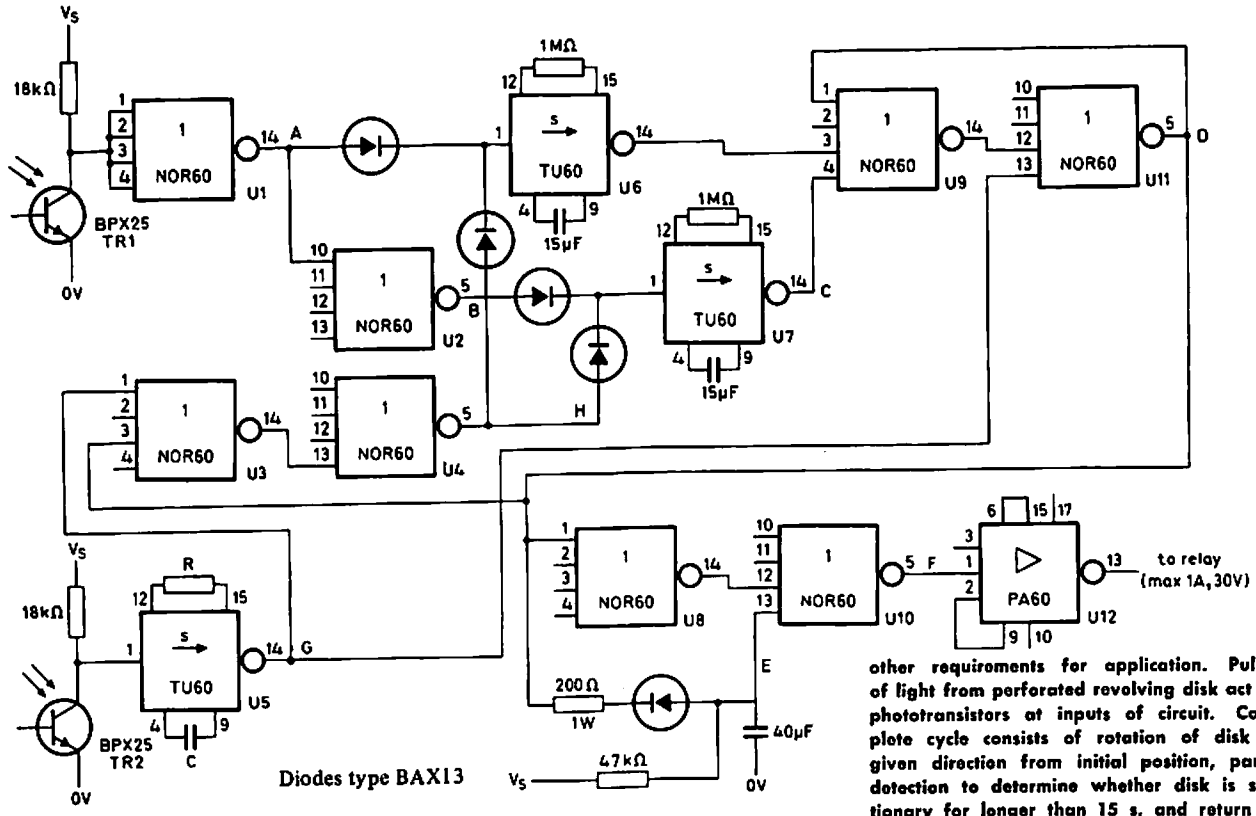 Vs
18kΩ
BPX25
TR1
0V
1
2
3
4
1
NOR60
14
U1
A
10
11
12
13
1
NOR60
5
U2
B
1MΩ
12
15
1
s
TU60
14
U6
4
9
15µF
1MΩ
12
15
1
s
TU60
14
C
U7
4
9
15µF
1
2
3
4
1
NOR60
14
U9
10
11
12
13
1
NOR60
5
D
U11
1
2
3
4
1
NOR60
14
U3
10
11
12
13
1
NOR60
5
U4
H
Vs
18kΩ
BPX25
TR2
0V
R
12
15
1
s
TU60
14
G
U5
4
9
C
1
2
3
4
1
NOR60
14
U8
10
11
12
13
1
NOR60
5
F
U10
E
6
15
17
3
1
2
PA60
13
U12
9
10
to relay
(max 1A, 30V)
200Ω
1W
47kΩ
Vs
40µF
0V
Diodes type BAX13
other requirements for application. Pul
of light from perforated revolving disk act
phototransistors at inputs of circuit. Co
plete cycle consists of rotation of disk
given direction from initial position, par
detection to determine whether disk is s
tionary for longer than 15 s, and return